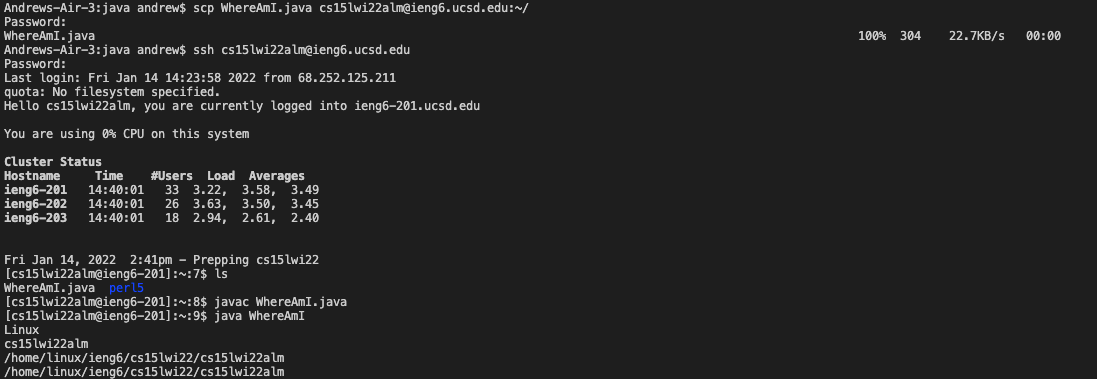 Andrews-Air-3:java andrew$ scp WhereAmI.java cs15lwi22alm@ieng6.ucsd.edu:~/
Password:
WhereAmI.java 100% 304 22.7KB/s 00:00
Andrews-Air-3:java andrew$ ssh cs15lwi22alm@ieng6.ucsd.edu
Password:
Last login: Fri Jan 14 14:23:58 2022 from 68.252.125.211
quota: No filesystem specified.
Hello cs15lwi22alm, you are currently logged into ieng6-201.ucsd.edu
You are using 0% CPU on this system
Cluster Status
Hostname Time #Users Load Averages
ieng6-201 14:40:01 33 3.22, 3.58, 3.49
ieng6-202 14:40:01 26 3.63, 3.50, 3.45
ieng6-203 14:40:01 18 2.94, 2.61, 2.40
Fri Jan 14, 2022 2:41pm - Prepping cs15lwi22
[cs15lwi22alm@ieng6-201]:~:7$ ls
WhereAmI.java perl5
[cs15lwi22alm@ieng6-201]:~:8$ javac WhereAmI.java
[cs15lwi22alm@ieng6-201]:~:9$ java WhereAmI
Linux
cs15lwi22alm
/home/linux/ieng6/cs15lwi22/cs15lwi22alm
/home/linux/ieng6/cs15lwi22/cs15lwi22alm